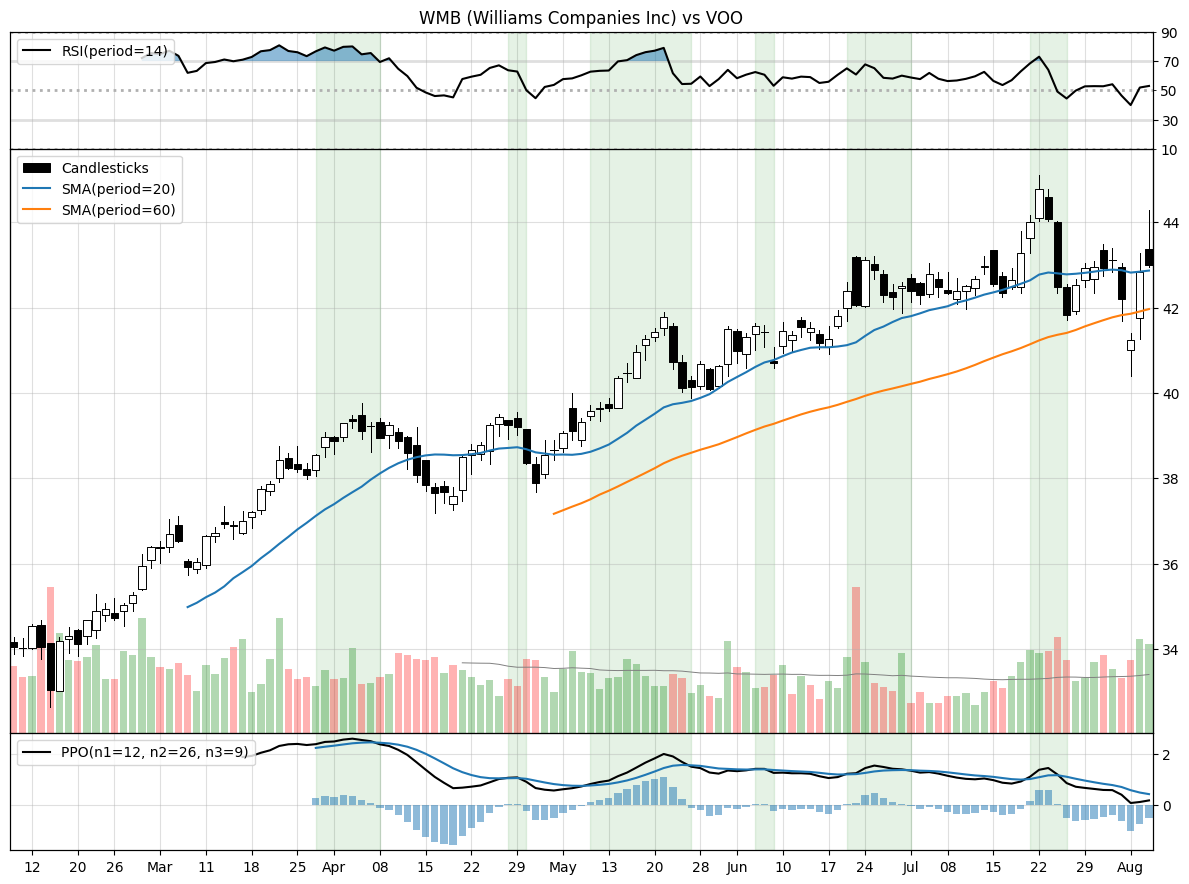 WMB (Williams Companies Inc) vs VOO
RSI(period=14)
90
70
50
30
10
Candlesticks
SMA(period=20)
SMA(period=60)
44
42
40
38
36
34
PPO(n1=12, n2=26, n3=9)
2
0
12 20 26 Mar 11 18 25 Apr 08 15 22 29 May 13 20 28 Jun 10 17 24 Jul 08 15 22 29 Aug